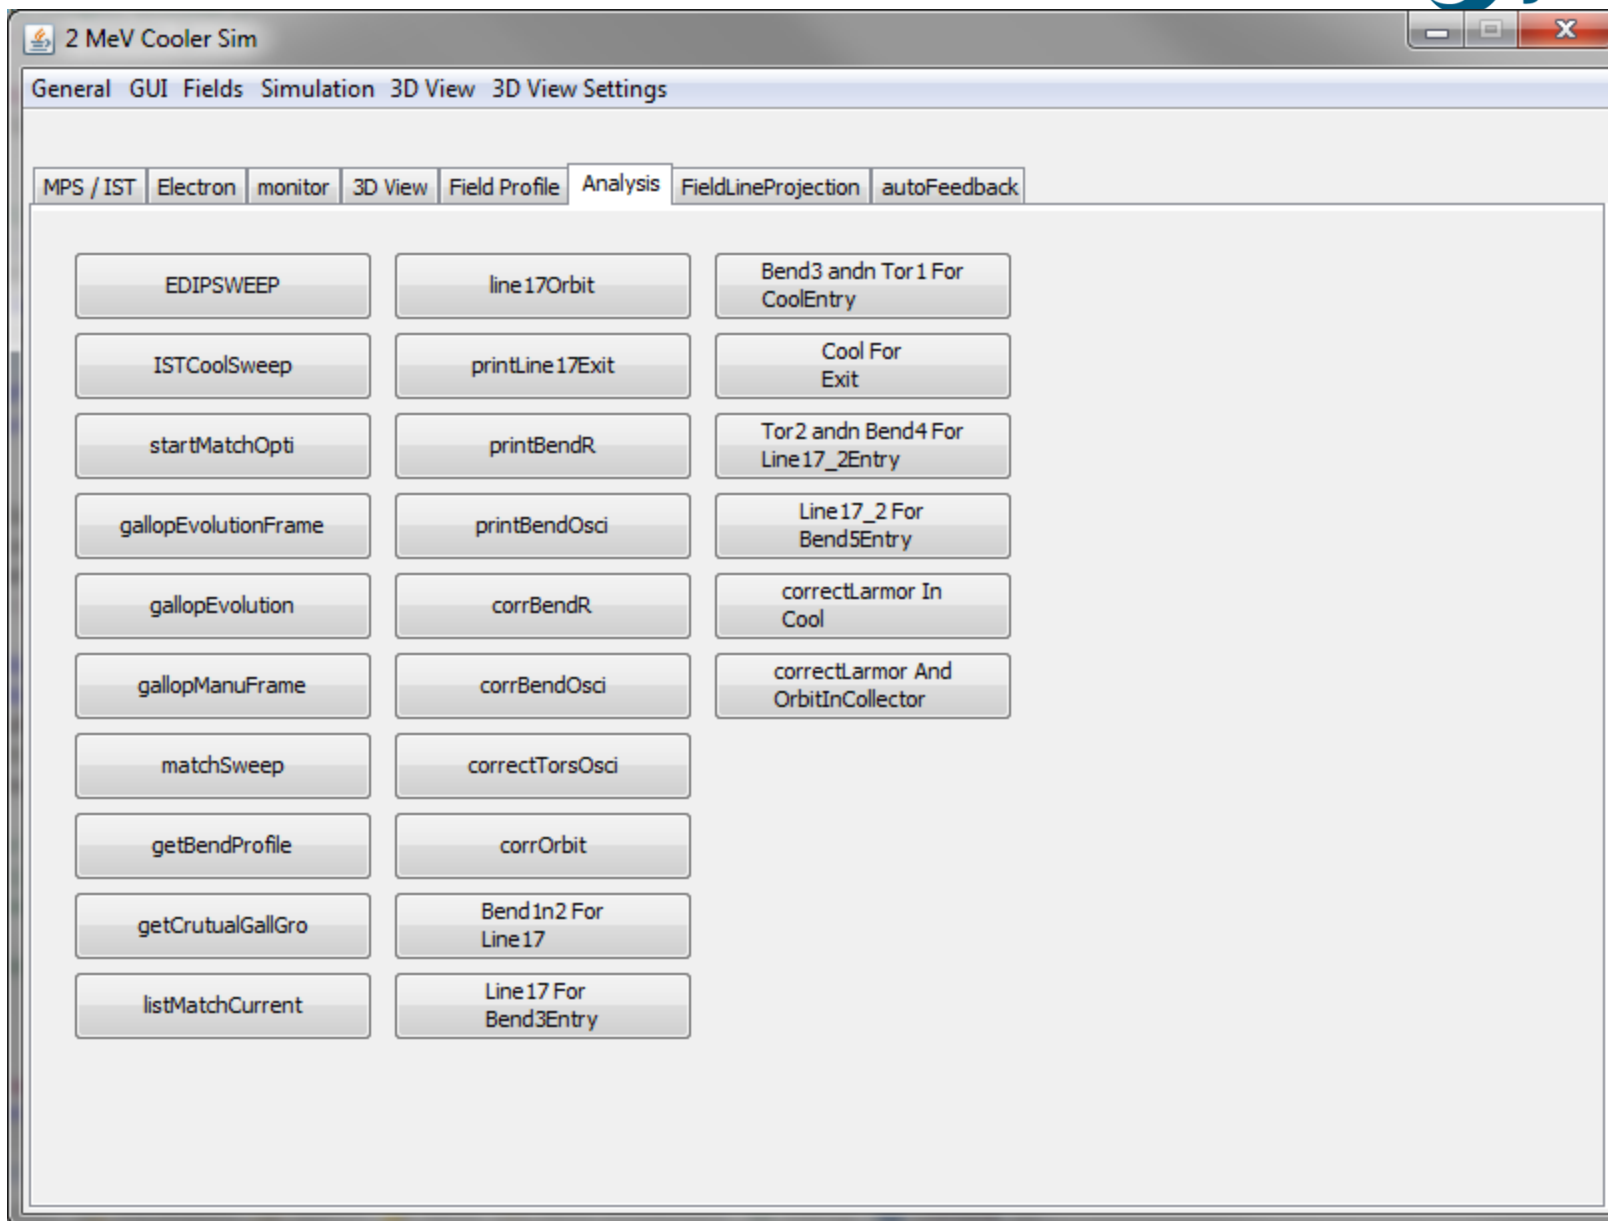 2 MeV Cooler Sim
General GUI Fields Simulation 3D View 3D View Settings
MPS / IST Electron monitor 3D View Field Profile Analysis FieldLineProjection autoFeedback
EDIPSWEEP
ISTCoolSweep
startMatchOpti
gallopEvolutionFrame
gallopEvolution
gallopManuFrame
matchSweep
getBendProfile
getCrutualGallGro
listMatchCurrent
line17Orbit
printLine17Exit
printBendR
printBendOsci
corrBendR
corrBendOsci
correctTorsOsci
corrOrbit
Bend1n2 For
Line17
Line17 For
Bend3Entry
Bend3 andn Tor1 For
CoolEntry
Cool For
Exit
Tor2 andn Bend4 For
Line17_2Entry
Line17_2 For
Bend5Entry
correctLarmor In
Cool
correctLarmor And
OrbitInCollector